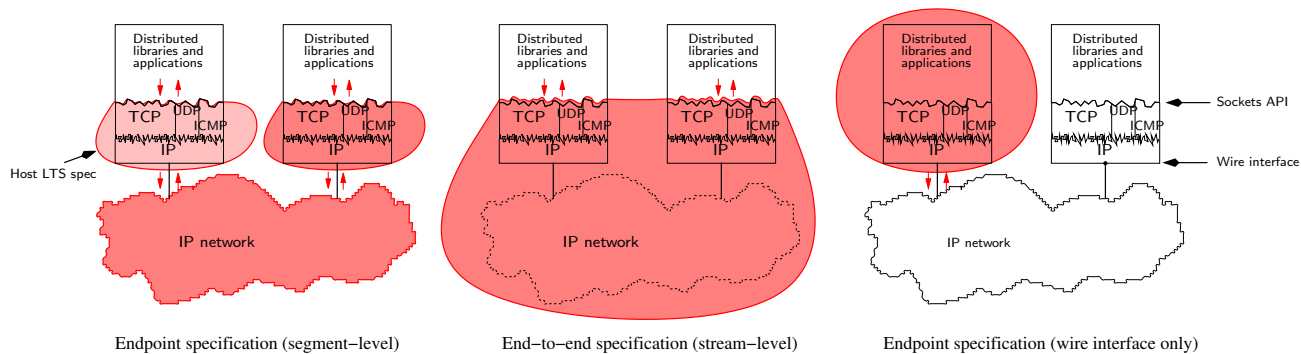 Distributed
libraries and
applications
TCP
UDP
ICMP
IP
Distributed
libraries and
applications
TCP
UDP
ICMP
IP
Host LTS spec
IP network
Endpoint specification (segment−level)
Distributed
libraries and
applications
TCP
UDP
ICMP
IP
Distributed
libraries and
applications
TCP
UDP
ICMP
IP
IP network
End−to−end specification (stream−level)
Distributed
libraries and
applications
TCP
UDP
ICMP
IP
Distributed
libraries and
applications
TCP
UDP
ICMP
IP
Sockets API
Wire interface
IP network
Endpoint specification (wire interface only)